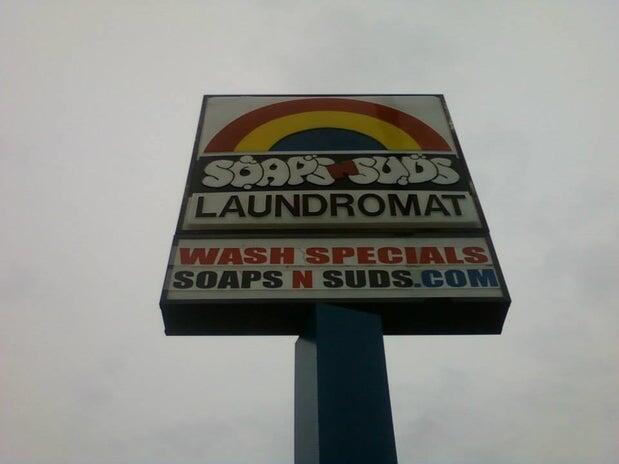 SOAPS N SUDS
LAUNDROMAT
WASH SPECIALS
SOAPS N SUDS.COM